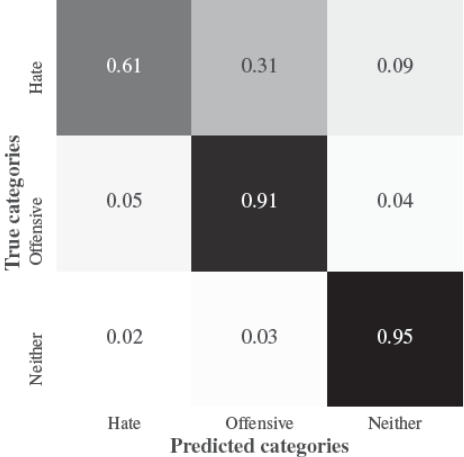 True categories
Hate 0.61 0.31 0.09
Offensive 0.05 0.91 0.04
Neither 0.02 0.03 0.95
Hate Offensive Neither
Predicted categories